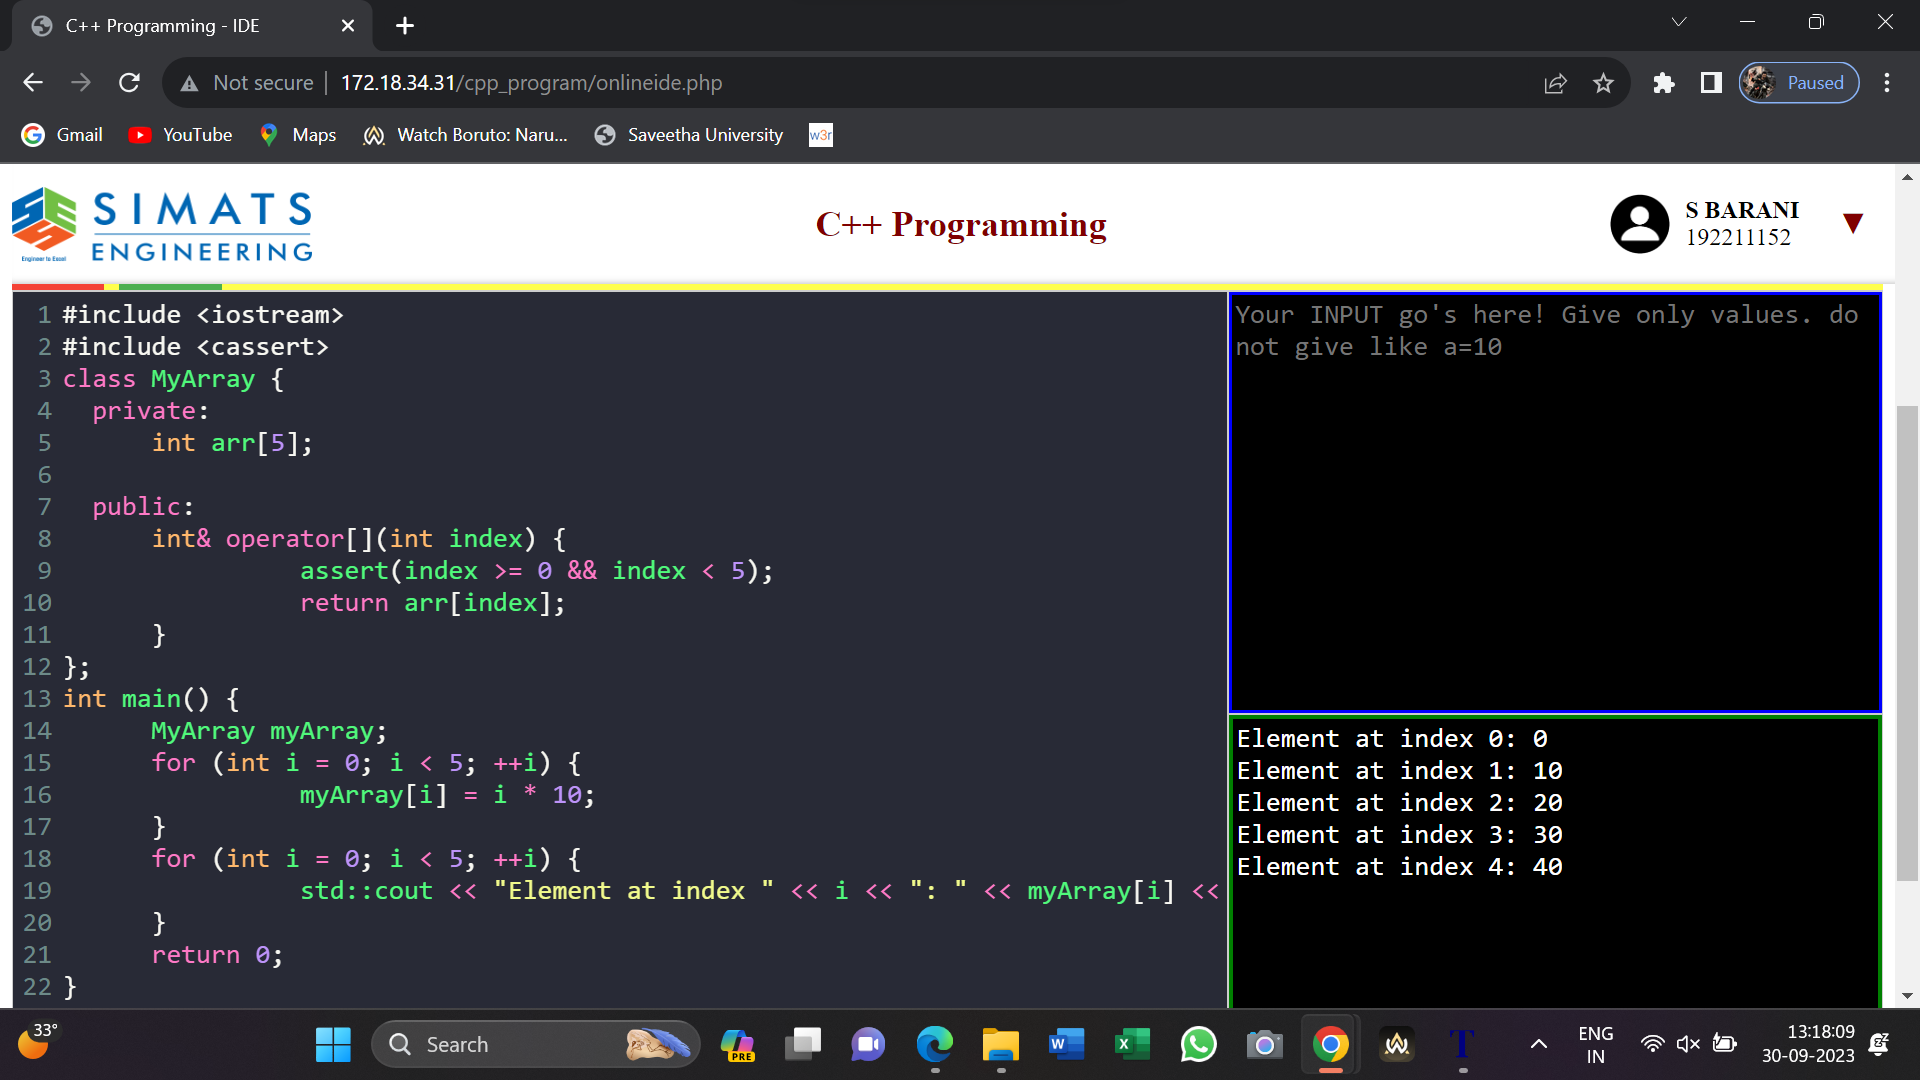 C++ Programming - IDE
Not secure 172.18.34.31/cpp_program/onlineide.php Paused
Gmail YouTube Maps Watch Boruto: Naru... Saveetha University w3r
SIMATS
ENGINEERING
Engineer to Excel
C++ Programming
S BARANI
192211152
1 #include <iostream>
2 #include <cassert>
3 class MyArray {
4 private:
5 int arr[5];
6
7 public:
8 int& operator[](int index) {
9 assert(index >= 0 && index < 5);
10 return arr[index];
11 }
12 };
13 int main() {
14 MyArray myArray;
15 for (int i = 0; i < 5; ++i) {
16 myArray[i] = i * 10;
17 }
18 for (int i = 0; i < 5; ++i) {
19 std::cout << "Element at index " << i << ": " << myArray[i] <<
20 }
21 return 0;
22 }
Your INPUT go's here! Give only values. do
not give like a=10
Element at index 0: 0
Element at index 1: 10
Element at index 2: 20
Element at index 3: 30
Element at index 4: 40
33°
Search
PRE
W
X
T
ENG
IN
13:18:09
30-09-2023